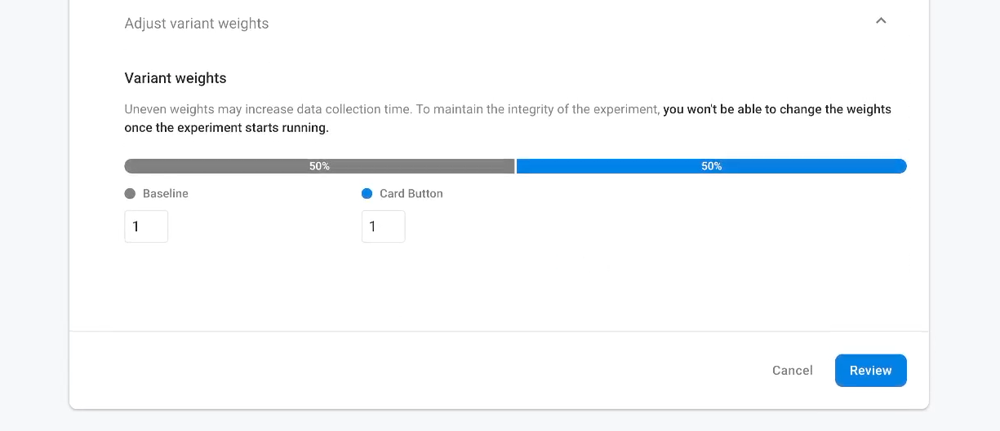 Adjust variant weights
Variant weights
Uneven weights may increase data collection time. To maintain the integrity of the experiment, you won't be able to change the weights
once the experiment starts running.
50% 50%
Baseline Card Button
1 1
Cancel Review